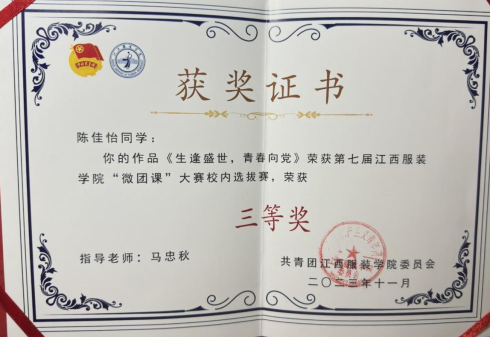 获奖证书
陈佳怡同学：
你的作品《生逢盛世，青春向党》荣获第七届江西服装
学院“微团课”大赛校内选拔赛，荣获
三等奖
指导老师：马忠秋
共青团江西服装学院委员会
二〇二三年十一月